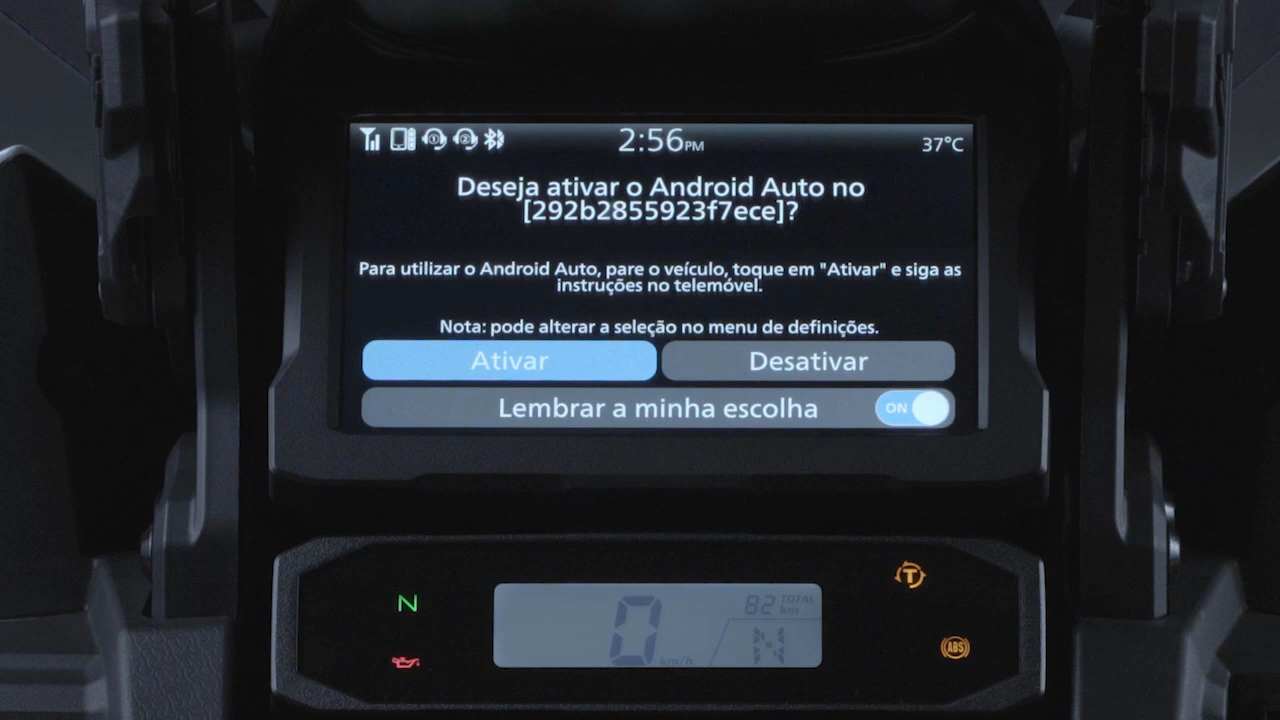 2:56PM
37°C
Deseja ativar o Android Auto no
[292b2855923f7ece]?
Para utilizar o Android Auto, pare o veículo, toque em "Ativar" e siga as
instruções no telemóvel.
Nota: pode alterar a seleção no menu de definições.
Ativar
Desativar
Lembrar a minha escolha
ON
N
0
km/h
82
TOTAL
km
N
T
ABS